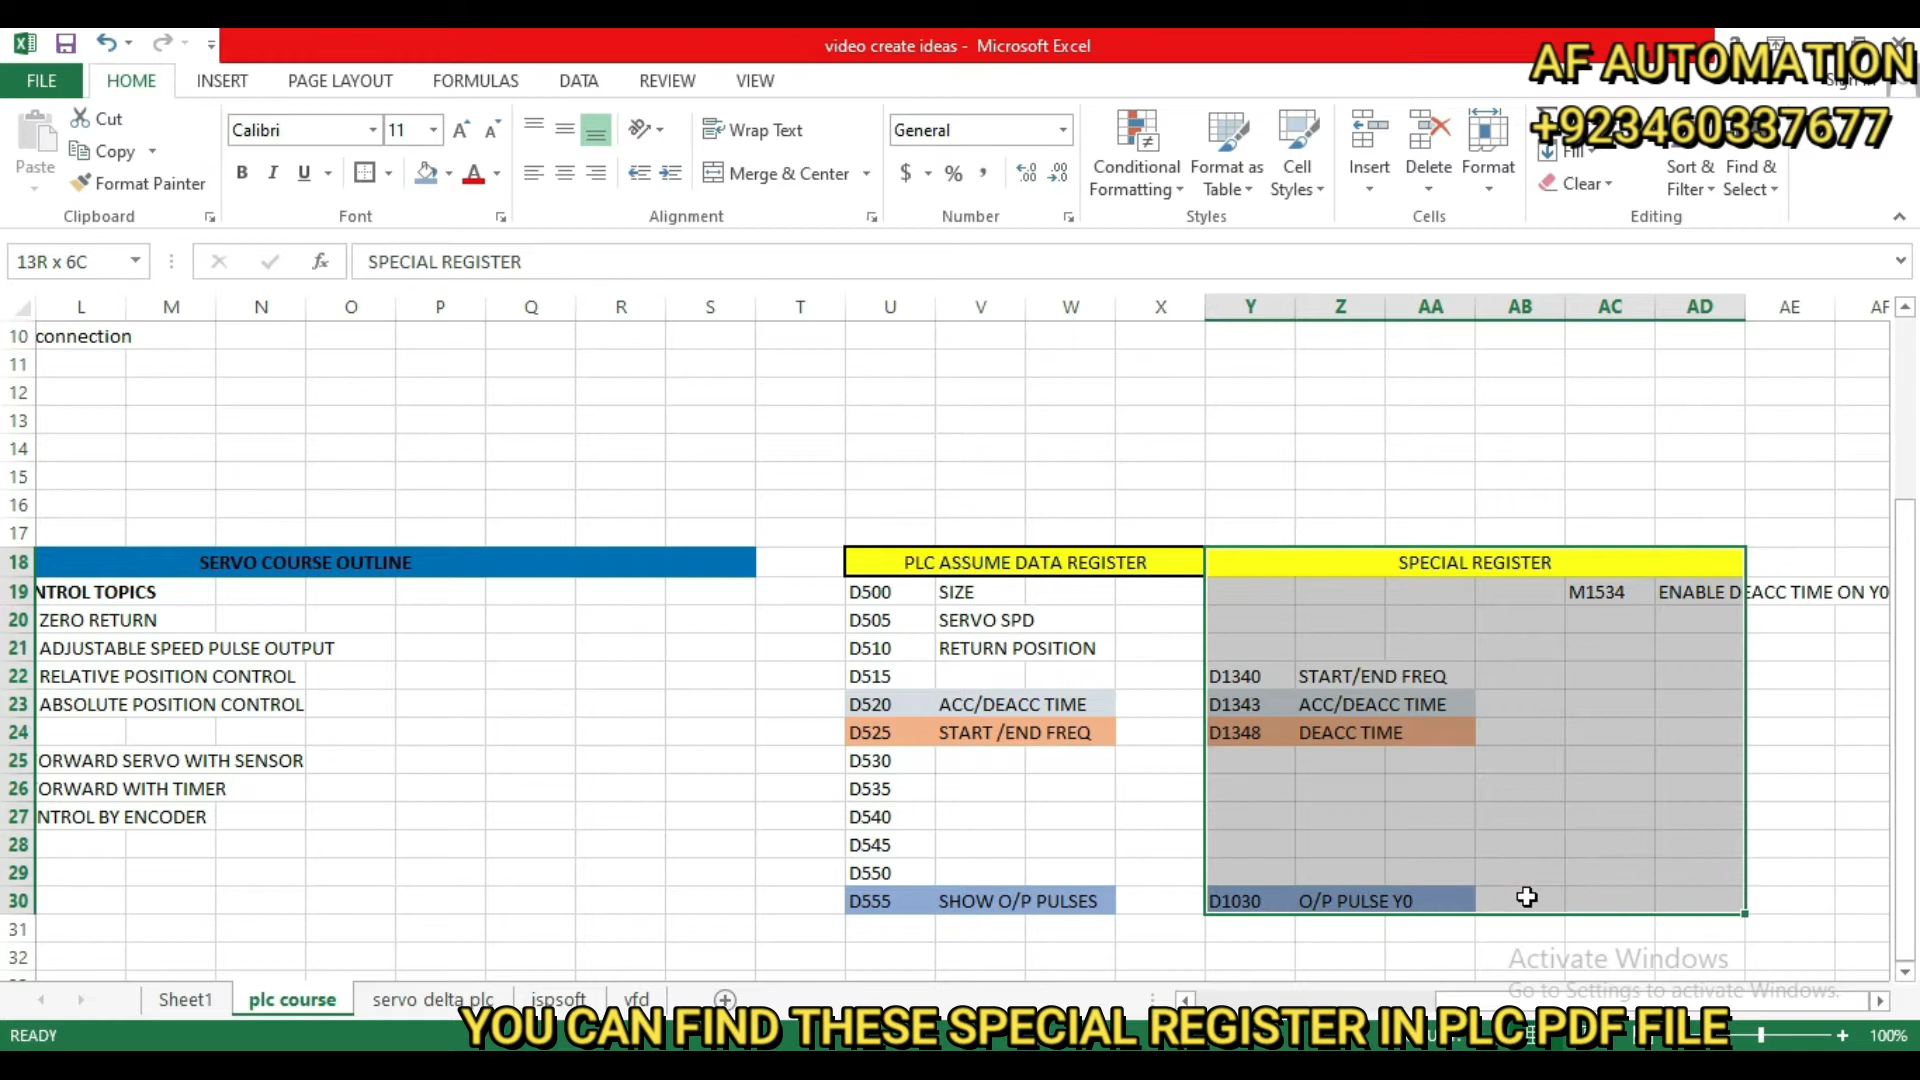 video create ideas - Microsoft Excel
AF AUTOMATION
FILE HOME INSERT PAGE LAYOUT FORMULAS DATA REVIEW VIEW
+923460337677
Paste
Cut
Copy
Format Painter
Calibri 11
B I U
Wrap Text
Merge & Center
General
$ %
Conditional Formatting
Format as Table
Cell Styles
Insert
Delete
Format
Fill
Clear
Sort & Filter
Find & Select
Clipboard Font Alignment Number Styles Cells Editing
13R x 6C fx SPECIAL REGISTER
L M N O P Q R S T U V W X Y Z AA AB AC AD AE AF
10 connection
11
12
13
14
15
16
17
18 SERVO COURSE OUTLINE PLC ASSUME DATA REGISTER SPECIAL REGISTER
19 NTROL TOPICS D500 SIZE M1534 ENABLE DEACC TIME ON Y0
20 ZERO RETURN D505 SERVO SPD
21 ADJUSTABLE SPEED PULSE OUTPUT D510 RETURN POSITION
22 RELATIVE POSITION CONTROL D515 D1340 START/END FREQ
23 ABSOLUTE POSITION CONTROL D520 ACC/DEACC TIME D1343 ACC/DEACC TIME
24 D525 START /END FREQ D1348 DEACC TIME
25 ORWARD SERVO WITH SENSOR D530
26 ORWARD WITH TIMER D535
27 NTROL BY ENCODER D540
28 D545
29 D550
30 D555 SHOW O/P PULSES D1030 O/P PULSE Y0
31
32
Activate Windows
Go to Settings to activate Windows.
Sheet1 plc course servo delta plc ispsoft vfd
YOU CAN FIND THESE SPECIAL REGISTER IN PLC PDF FILE
READY 100%